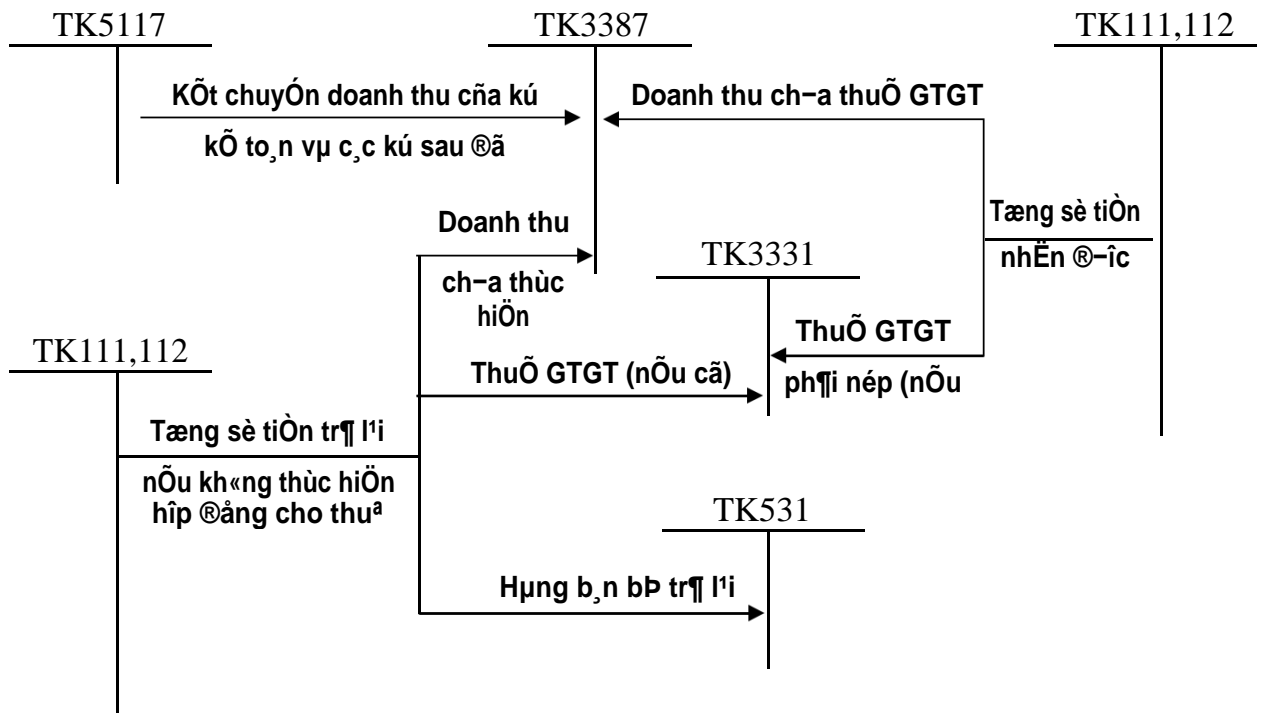 TK5117
TK3387
TK111,112
KÕt chuyÓn doanh thu cña kú
kÕ to¸n vµ c¸c kú sau ®ã
Doanh thu ch−a thuÕ GTGT
Tæng sè tiÒn
nhËn ®−îc
Doanh thu
ch−a thùc
hiÖn
TK3331
ThuÕ GTGT
ph¶i nép (nÕu
TK111,112
ThuÕ GTGT (nÕu cã)
Tæng sè tiÒn tr¶ l¹i
nÕu kh«ng thùc hiÖn
hîp ®ång cho thuª
TK531
Hµng b¸n bÞ tr¶ l¹i